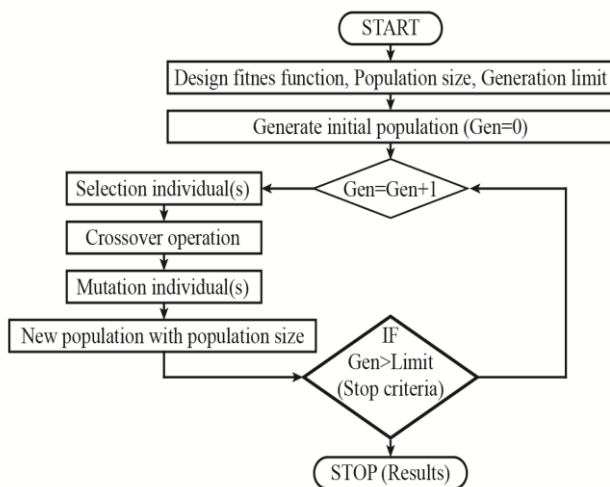 START
Design fitnes function, Population size, Generation limit
Generate initial population (Gen=0)
Gen=Gen+1
Selection individual(s)
Crossover operation
Mutation individual(s)
New population with population size
IF
Gen>Limit
(Stop criteria)
STOP (Results)